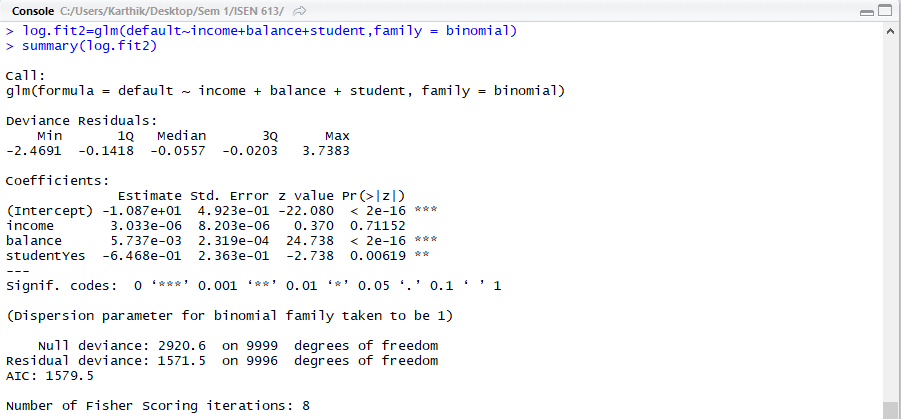 Console C:/Users/Karthik/Desktop/Sem 1/ISEN 613/
> log.fit2=glm(default~income+balance+student,family = binomial)
> summary(log.fit2)
Call:
glm(formula = default ~ income + balance + student, family = binomial)
Deviance Residuals:
    Min       1Q   Median       3Q      Max
-2.4691  -0.1418  -0.0557  -0.0203   3.7383
Coefficients:
              Estimate Std. Error z value Pr(>|z|)
(Intercept) -1.087e+01  4.923e-01 -22.080  < 2e-16 ***
income       3.033e-06  8.203e-06   0.370  0.71152
balance      5.737e-03  2.319e-04  24.738  < 2e-16 ***
studentYes  -6.468e-01  2.363e-01  -2.738  0.00619 **
---
Signif. codes:  0 ‘***’ 0.001 ‘**’ 0.01 ‘*’ 0.05 ‘.’ 0.1 ‘ ’ 1
(Dispersion parameter for binomial family taken to be 1)
    Null deviance: 2920.6  on 9999  degrees of freedom
Residual deviance: 1571.5  on 9996  degrees of freedom
AIC: 1579.5
Number of Fisher Scoring iterations: 8